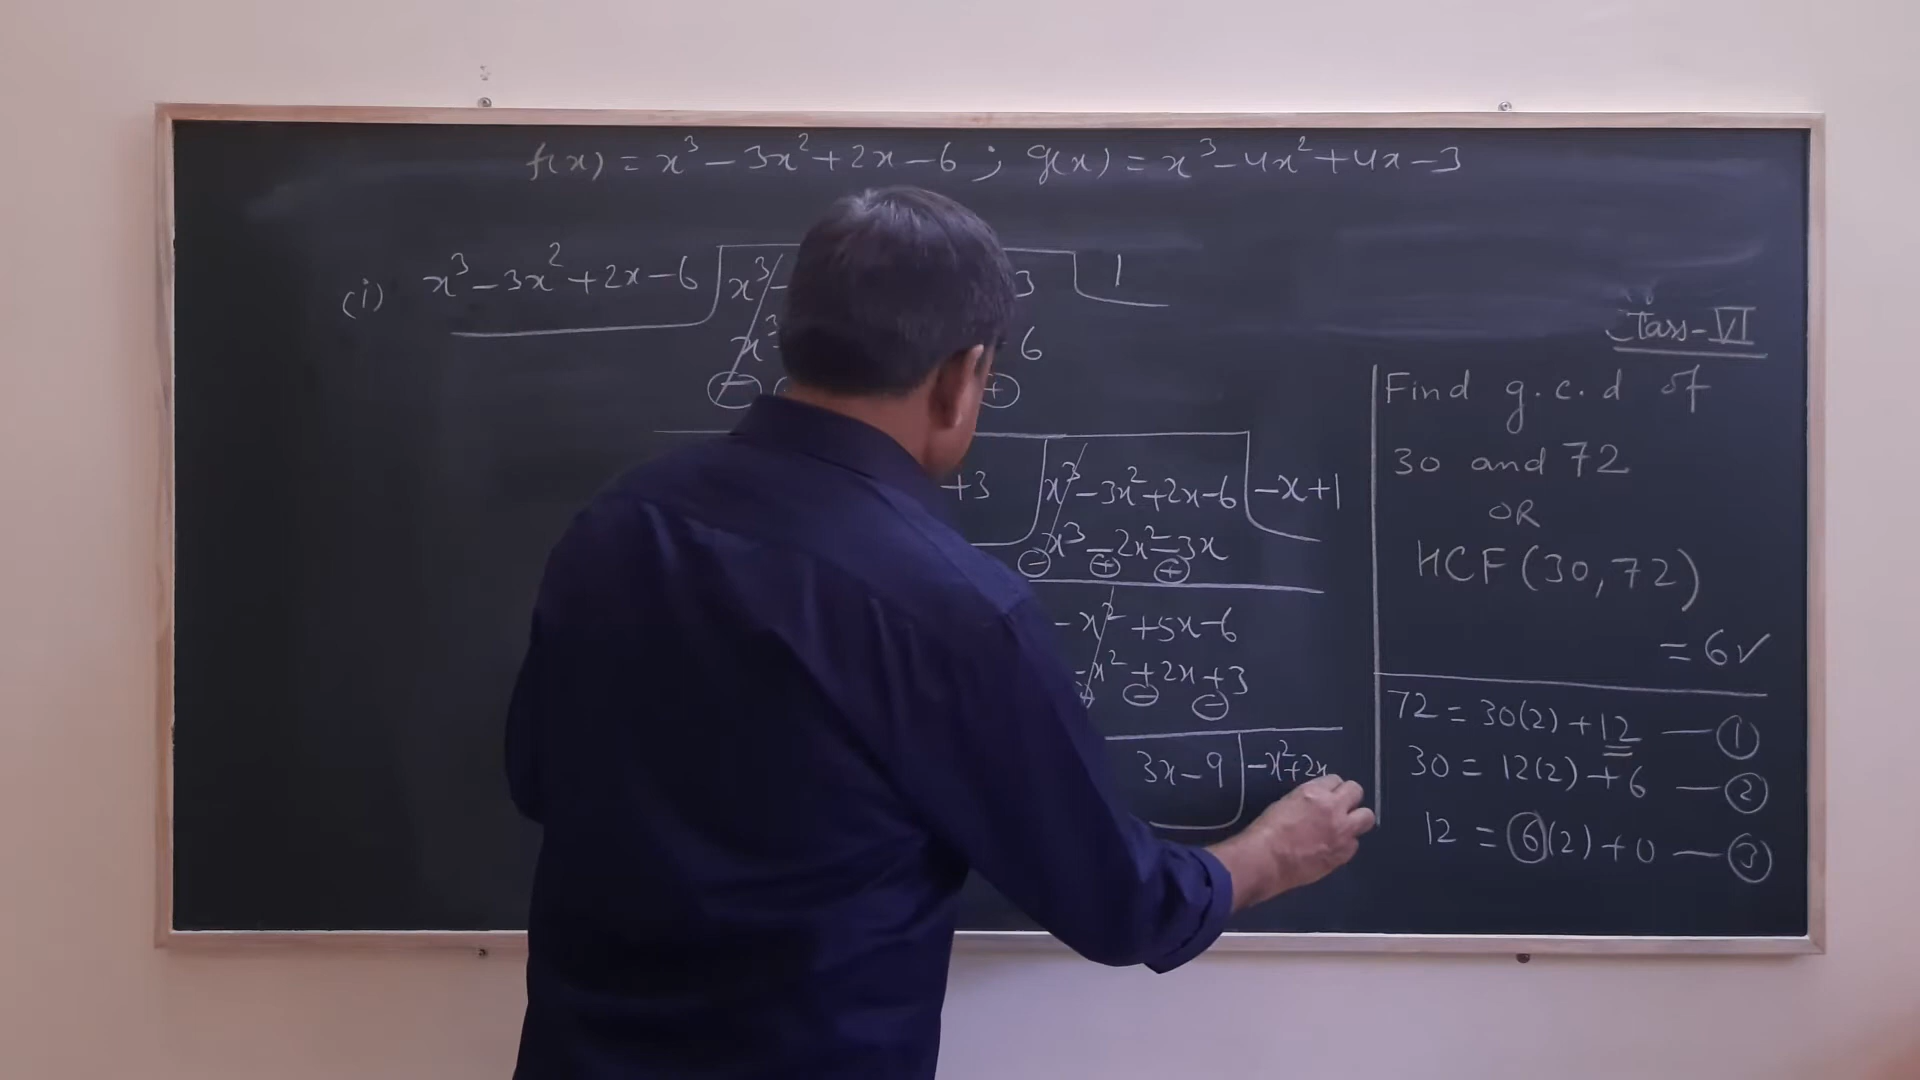 f(x) = x³ - 3x² + 2x - 6 ; g(x) = x³ - 4x² + 4x - 3
(i) x³ - 3x² + 2x - 6 x³ - 3 1
x³ 6
- +
+3 x³ - 3x² + 2x - 6 -x+1
x³ - 2x² - 3x
- + +
-x² + 5x - 6
-x² + 2x + 3
+ - -
3x - 9 -x² + 2x
Class-VI
Find g.c.d of
30 and 72
OR
HCF(30,72)
= 6✓
72 = 30(2) + 12 — ①
30 = 12(2) + 6 — ②
12 = 6(2) + 0 — ③